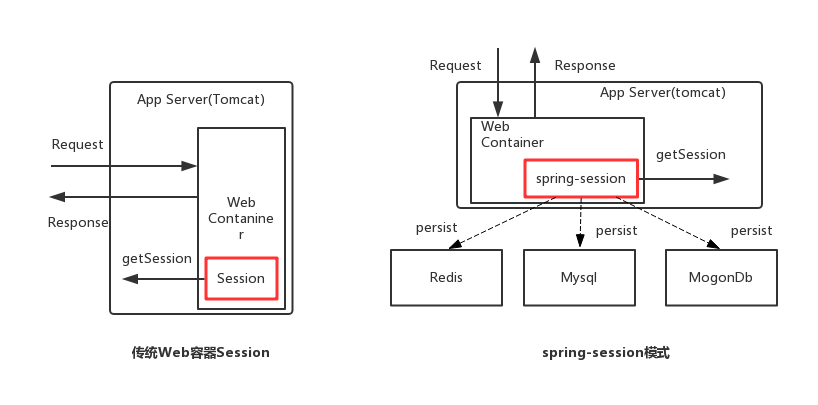 App Server(Tomcat)
Request
Response
Web
Contanine
r
getSession
Session
传统Web容器Session
Request
Response
App Server(tomcat)
Web
Container
getSession
spring-session
persist
persist
persist
Redis
Mysql
MogonDb
spring-session模式